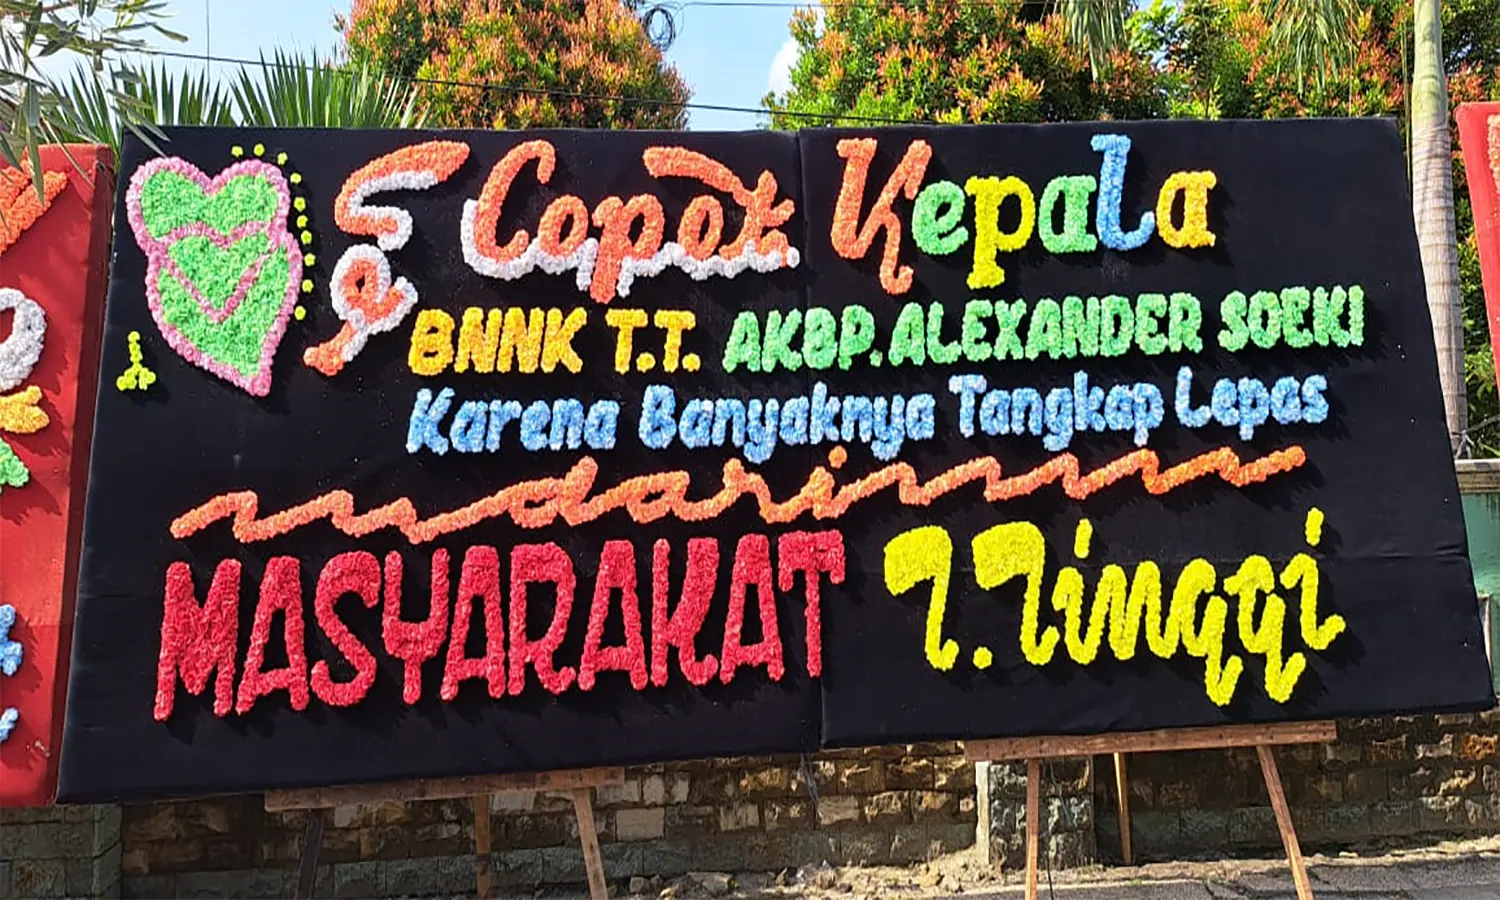 Copot Kepala
BNNK T.T. AKBP. ALEXANDER SOEKI
Karena Banyaknya Tangkap Lepas
dari
MASYARAKAT T.Tinggi